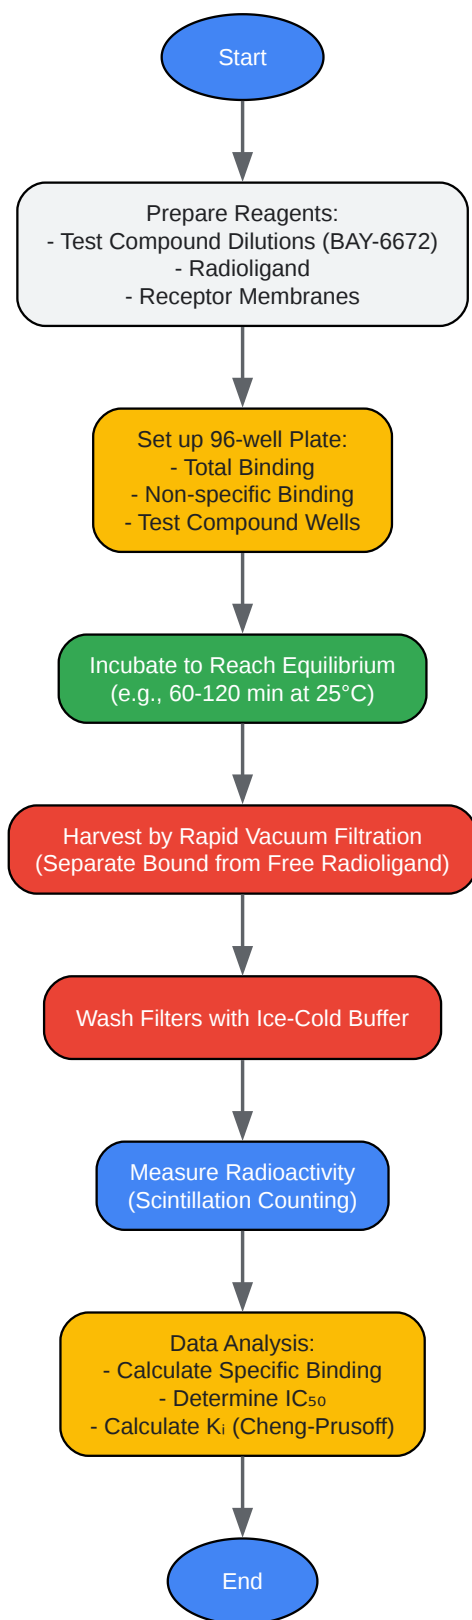 Start
Prepare Reagents:
- Test Compound Dilutions (BAY-6672)
- Radioligand
- Receptor Membranes
Set up 96-well Plate:
- Total Binding
- Non-specific Binding
- Test Compound Wells
Incubate to Reach Equilibrium
(e.g., 60-120 min at 25°C)
Harvest by Rapid Vacuum Filtration
(Separate Bound from Free Radioligand)
Wash Filters with Ice-Cold Buffer
Measure Radioactivity
(Scintillation Counting)
Data Analysis:
- Calculate Specific Binding
- Determine IC₅₀
- Calculate Kᵢ (Cheng-Prusoff)
End